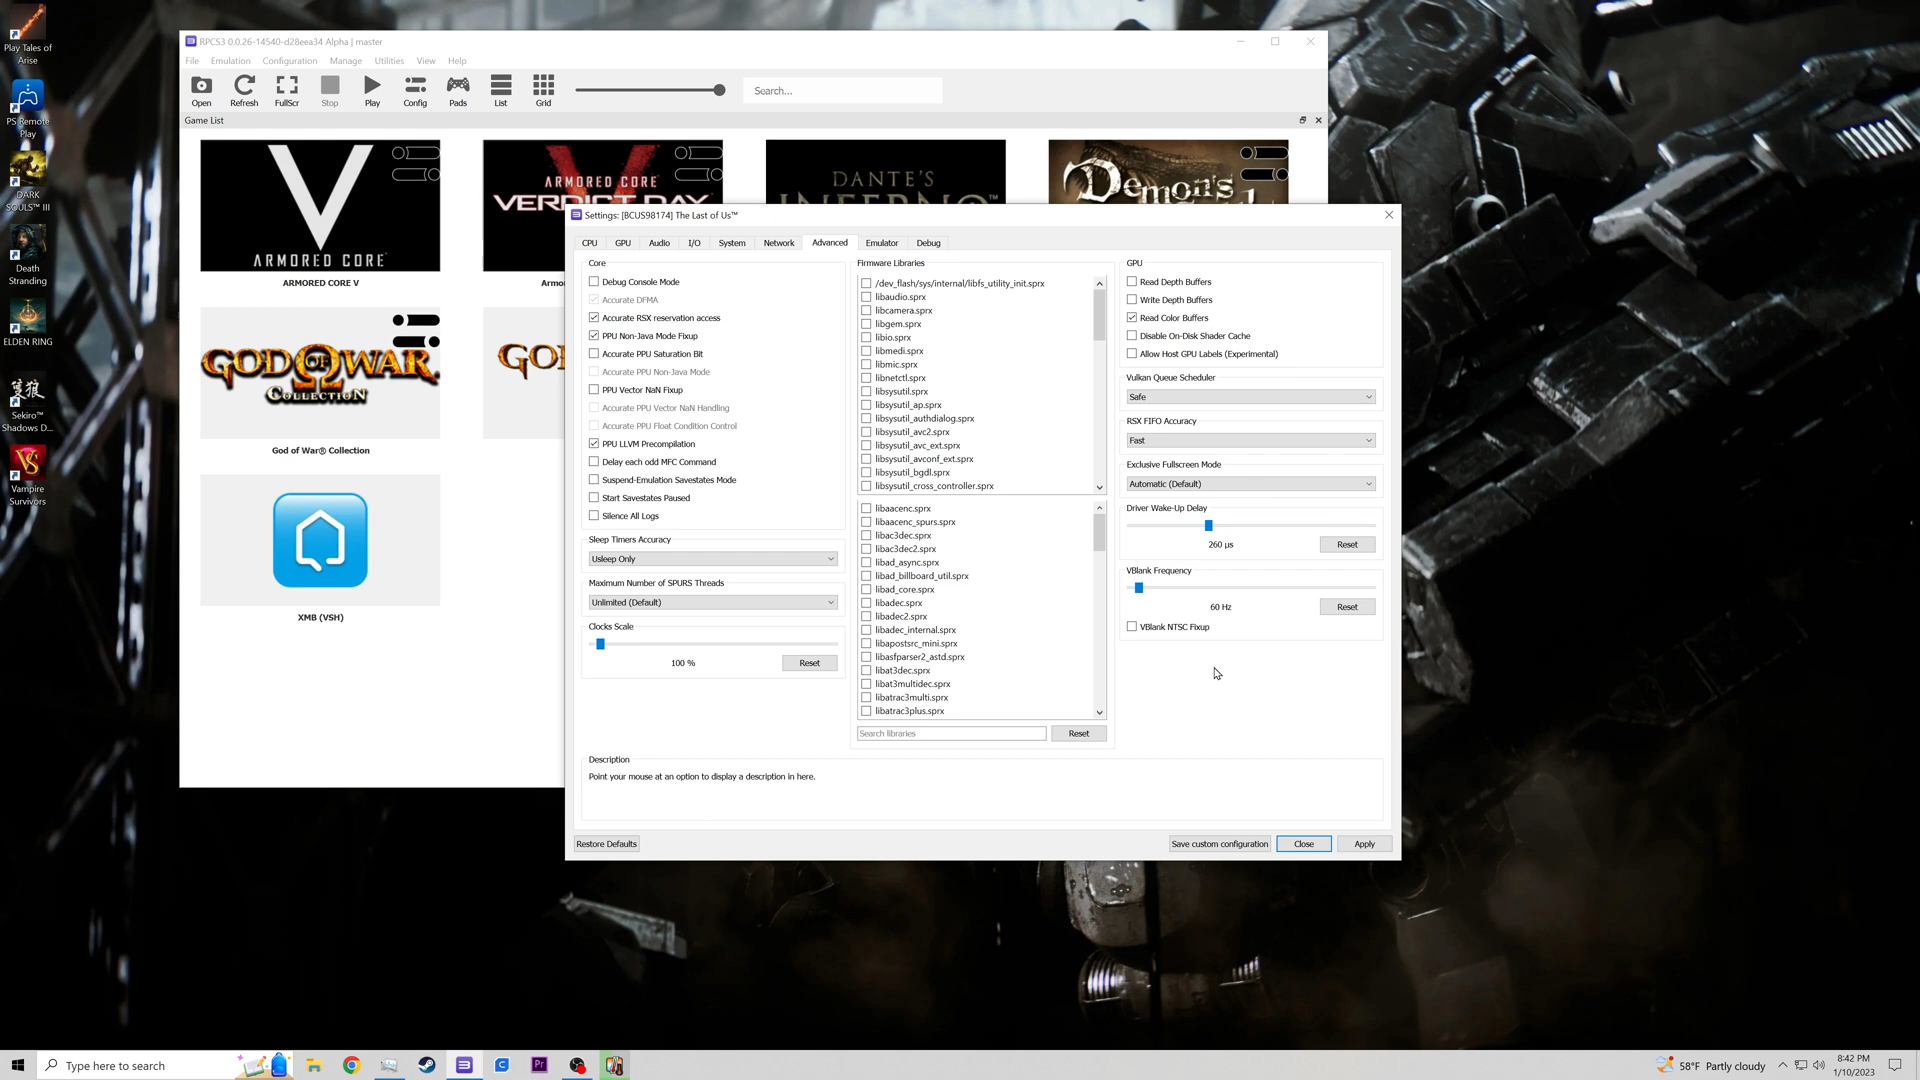 Play Tales of
Arise
PS Remote
Play
DARK
SOULS™ III
Death
Stranding
ELDEN RING
Sekiro™
Shadows D...
Vampire
Survivors
RPCS3 0.0.26-14540-d28eea34 Alpha | master
File Emulation Configuration Manage Utilities View Help
Open Refresh FullScr Stop Play Config Pads List Grid Search...
Game List
ARMORED CORE
ARMORED CORE V
ARMORED CORE
VERDICT DAY
Armo
DANTE'S
INFERNO
Demon's
GOD OF WAR
COLLECTION
God of War® Collection
GO
XMB (VSH)
Settings: [BCUS98174] The Last of Us™
CPU GPU Audio I/O System Network Advanced Emulator Debug
Core
Debug Console Mode
Accurate DFMA
Accurate RSX reservation access
PPU Non-Java Mode Fixup
Accurate PPU Saturation Bit
Accurate PPU Non-Java Mode
PPU Vector NaN Fixup
Accurate PPU Vector NaN Handling
Accurate PPU Float Condition Control
PPU LLVM Precompilation
Delay each odd MFC Command
Suspend-Emulation Savestates Mode
Start Savestates Paused
Silence All Logs
Sleep Timers Accuracy
Usleep Only
Maximum Number of SPURS Threads
Unlimited (Default)
Clocks Scale
100 %
Reset
Firmware Libraries
/dev_flash/sys/internal/libfs_utility_init.sprx
libaudio.sprx
libcamera.sprx
libgem.sprx
libio.sprx
libmedi.sprx
libmic.sprx
libnetctl.sprx
libsysutil.sprx
libsysutil_ap.sprx
libsysutil_authdialog.sprx
libsysutil_avc2.sprx
libsysutil_avc_ext.sprx
libsysutil_avconf_ext.sprx
libsysutil_bgdl.sprx
libsysutil_cross_controller.sprx
libaacenc.sprx
libaacenc_spurs.sprx
libac3dec.sprx
libac3dec2.sprx
libad_async.sprx
libad_billboard_util.sprx
libad_core.sprx
libadec.sprx
libadec2.sprx
libadec_internal.sprx
libapostsrc_mini.sprx
libasfparser2_astd.sprx
libat3dec.sprx
libat3multidec.sprx
libatrac3multi.sprx
libatrac3plus.sprx
Search libraries
Reset
GPU
Read Depth Buffers
Write Depth Buffers
Read Color Buffers
Disable On-Disk Shader Cache
Allow Host GPU Labels (Experimental)
Vulkan Queue Scheduler
Safe
RSX FIFO Accuracy
Fast
Exclusive Fullscreen Mode
Automatic (Default)
Driver Wake-Up Delay
260 µs
Reset
VBlank Frequency
60 Hz
Reset
VBlank NTSC Fixup
Description
Point your mouse at an option to display a description in here.
Restore Defaults
Save custom configuration
Close
Apply
Type here to search
58°F Partly cloudy
8:42 PM
1/10/2023